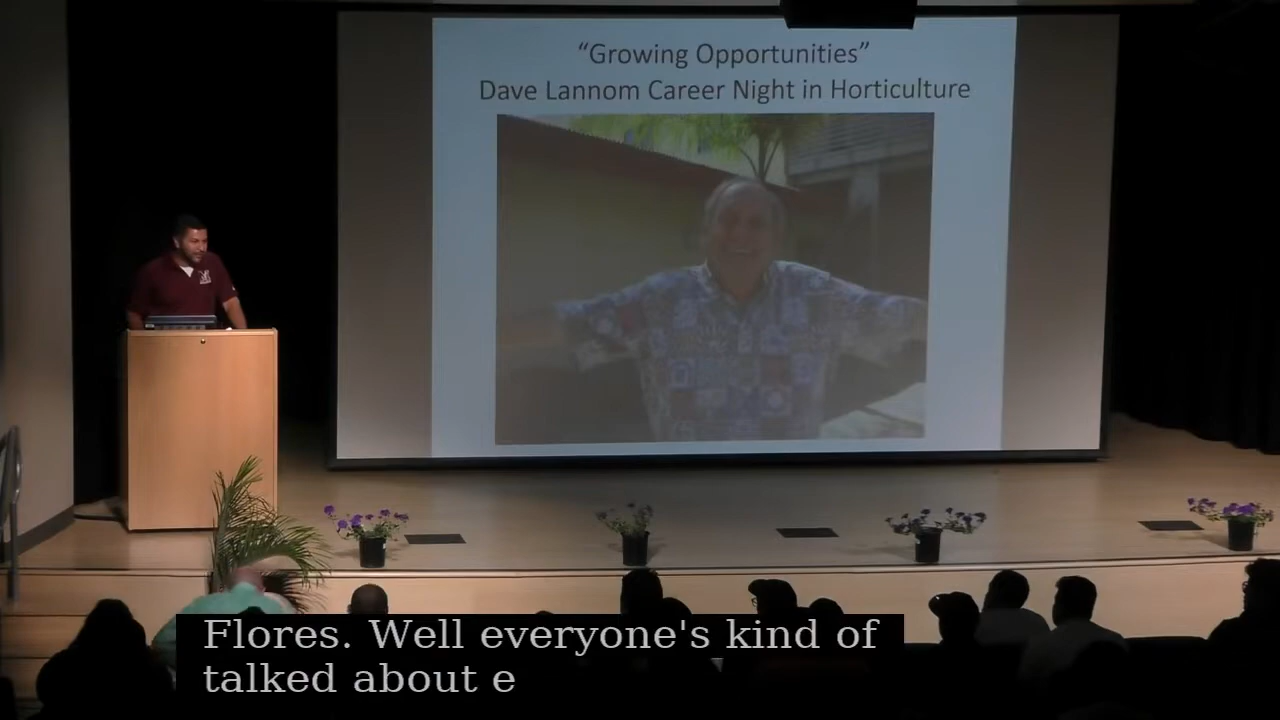 “Growing Opportunities”
Dave Lannom Career Night in Horticulture
Flores. Well everyone's kind of
talked about e